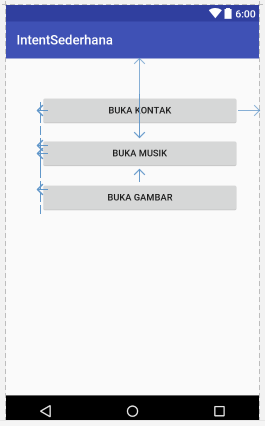 6:00
IntentSederhana
BUKA KONTAK
BUKA MUSIK
BUKA GAMBAR